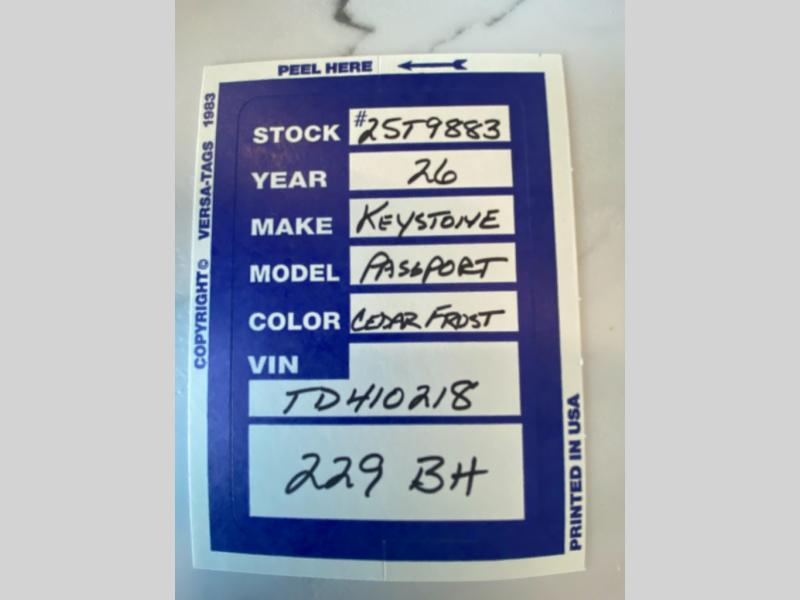 PEEL HERE
COPYRIGHT © VERSA-TAGS 1983
STOCK #25T9883
YEAR 26
MAKE KEYSTONE
MODEL PASSPORT
COLOR CEDAR FROST
VIN
TD410218
229 BH
PRINTED IN USA